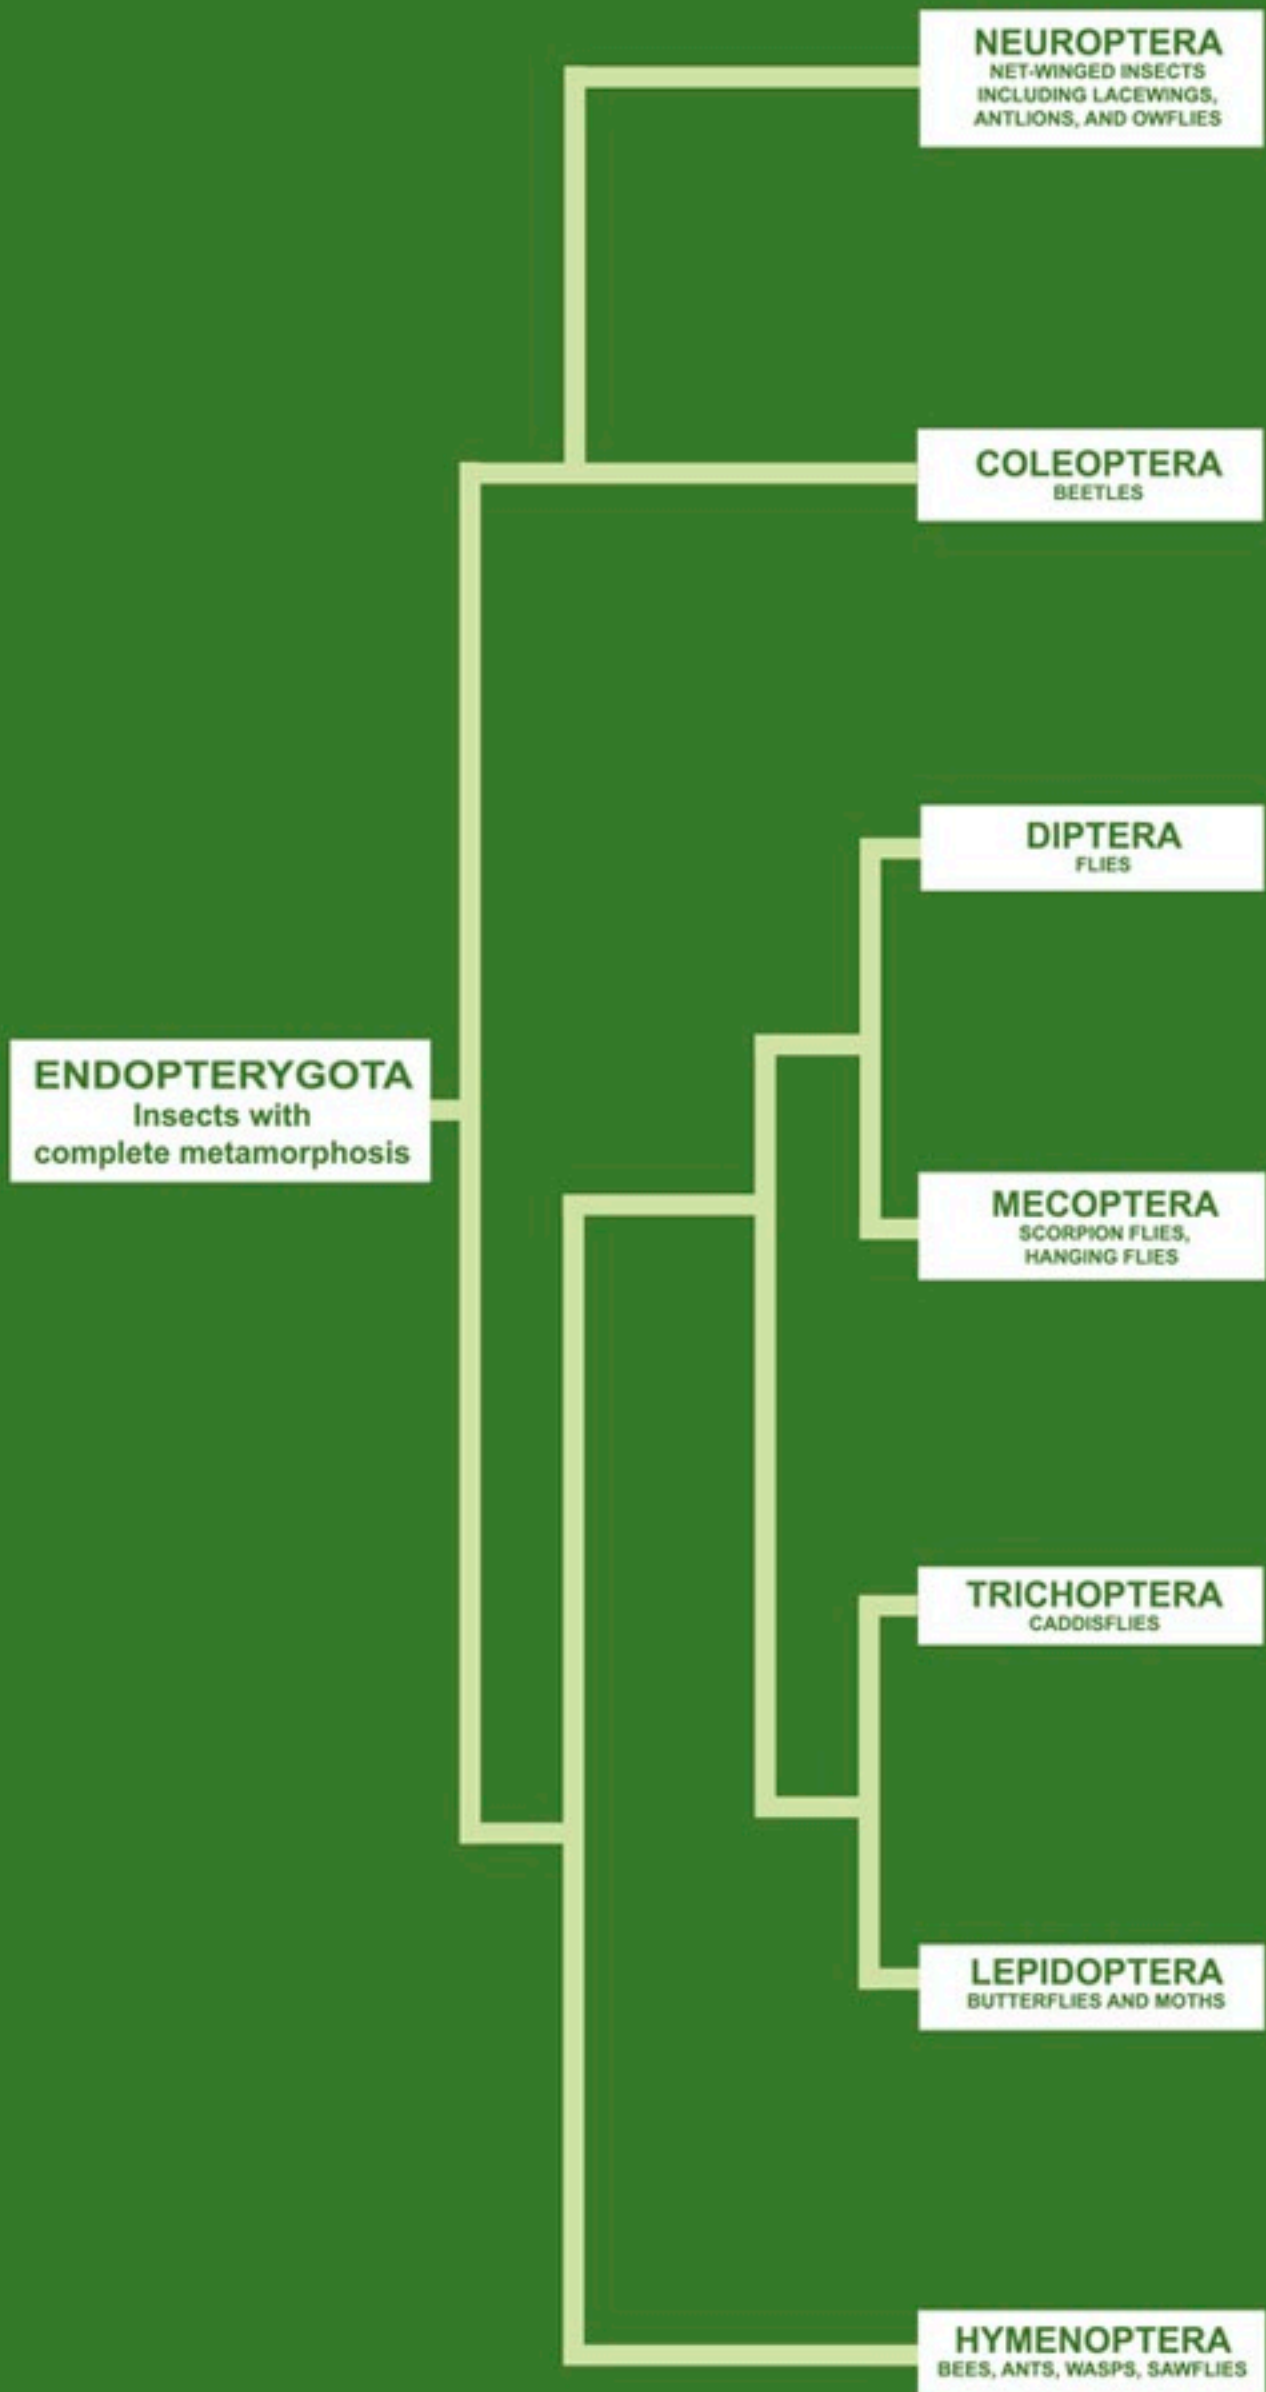 NEUROPTERA
NET-WINGED INSECTS
INCLUDING LACEWINGS,
ANTLIONS, AND OWFLIES
COLEOPTERA
BEETLES
DIPTERA
FLIES
ENDOPTERYGOTA
Insects with
complete metamorphosis
MECOPTERA
SCORPION FLIES,
HANGING FLIES
TRICHOPTERA
CADDISFLIES
LEPIDOPTERA
BUTTERFLIES AND MOTHS
HYMENOPTERA
BEES, ANTS, WASPS, SAWFLIES